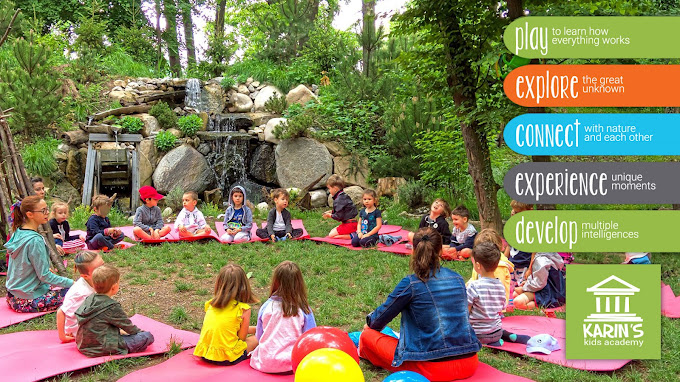 play to learn how
everything works
explore the great
unknown
connect with nature
and each other
experience unique
moments
develop multiple
intelligences
KARIN'S
kids academy